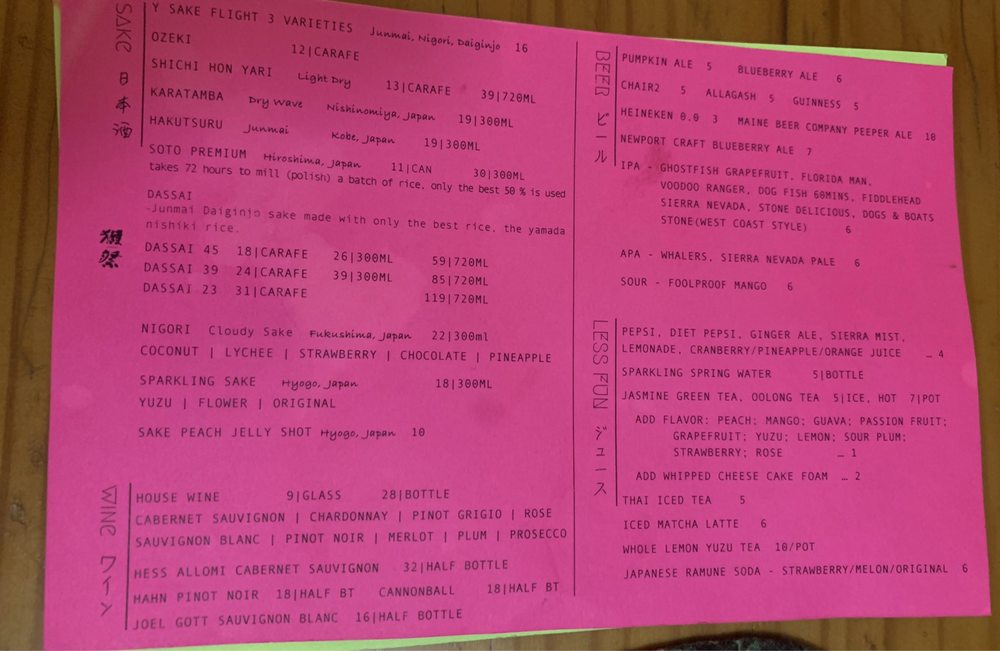 SAKE 日本酒
Y SAKE FLIGHT 3 VARIETIES Junmai, Nigori, Daiginjo 16
OZEKI 12|CARAFE
SHICHI HON YARI Light Dry 13|CARAFE 39|720ML
KARATAMBA Dry Wave Nishinomiya, Japan 19|300ML
HAKUTSURU Junmai Kobe, Japan 19|300ML
SOTO PREMIUM Hiroshima, Japan 11|CAN 30|300ML
takes 72 hours to mill (polish) a batch of rice, only the best 50 % is used
獺祭
DASSAI
-Junmai Daiginjo sake made with only the best rice, the yamada
nishiki rice.
DASSAI 45 18|CARAFE 26|300ML 59|720ML
DASSAI 39 24|CARAFE 39|300ML 85|720ML
DASSAI 23 31|CARAFE 119|720ML
NIGORI Cloudy Sake Fukushima, Japan 22|300ml
COCONUT | LYCHEE | STRAWBERRY | CHOCOLATE | PINEAPPLE
SPARKLING SAKE Hyogo, Japan 18|300ML
YUZU | FLOWER | ORIGINAL
SAKE PEACH JELLY SHOT Hyogo, Japan 10
WINE ワイン
HOUSE WINE 9|GLASS 28|BOTTLE
CABERNET SAUVIGNON | CHARDONNAY | PINOT GRIGIO | ROSE
SAUVIGNON BLANC | PINOT NOIR | MERLOT | PLUM | PROSECCO
HESS ALLOMI CABERNET SAUVIGNON 32|HALF BOTTLE
HAHN PINOT NOIR 18|HALF BT CANNONBALL 18|HALF BT
JOEL GOTT SAUVIGNON BLANC 16|HALF BOTTLE
BEER ビール
PUMPKIN ALE 5 BLUEBERRY ALE 6
CHAIR2 5 ALLAGASH 5 GUINNESS 5
HEINEKEN 0.0 3 MAINE BEER COMPANY PEEPER ALE 10
NEWPORT CRAFT BLUEBERRY ALE 7
IPA - GHOSTFISH GRAPEFRUIT, FLORIDA MAN,
VOODOO RANGER, DOG FISH 60MINS, FIDDLEHEAD
SIERRA NEVADA, STONE DELICIOUS, DOGS & BOATS
STONE(WEST COAST STYLE) 6
APA - WHALERS, SIERRA NEVADA PALE 6
SOUR - FOOLPROOF MANGO 6
LESS FUN ジュース
PEPSI, DIET PEPSI, GINGER ALE, SIERRA MIST,
LEMONADE, CRANBERRY/PINEAPPLE/ORANGE JUICE … 4
SPARKLING SPRING WATER 5|BOTTLE
JASMINE GREEN TEA, OOLONG TEA 5|ICE, HOT 7|POT
ADD FLAVOR: PEACH; MANGO; GUAVA; PASSION FRUIT;
GRAPEFRUIT; YUZU; LEMON; SOUR PLUM;
STRAWBERRY; ROSE … 1
ADD WHIPPED CHEESE CAKE FOAM … 2
THAI ICED TEA 5
ICED MATCHA LATTE 6
WHOLE LEMON YUZU TEA 10/POT
JAPANESE RAMUNE SODA - STRAWBERRY/MELON/ORIGINAL 6